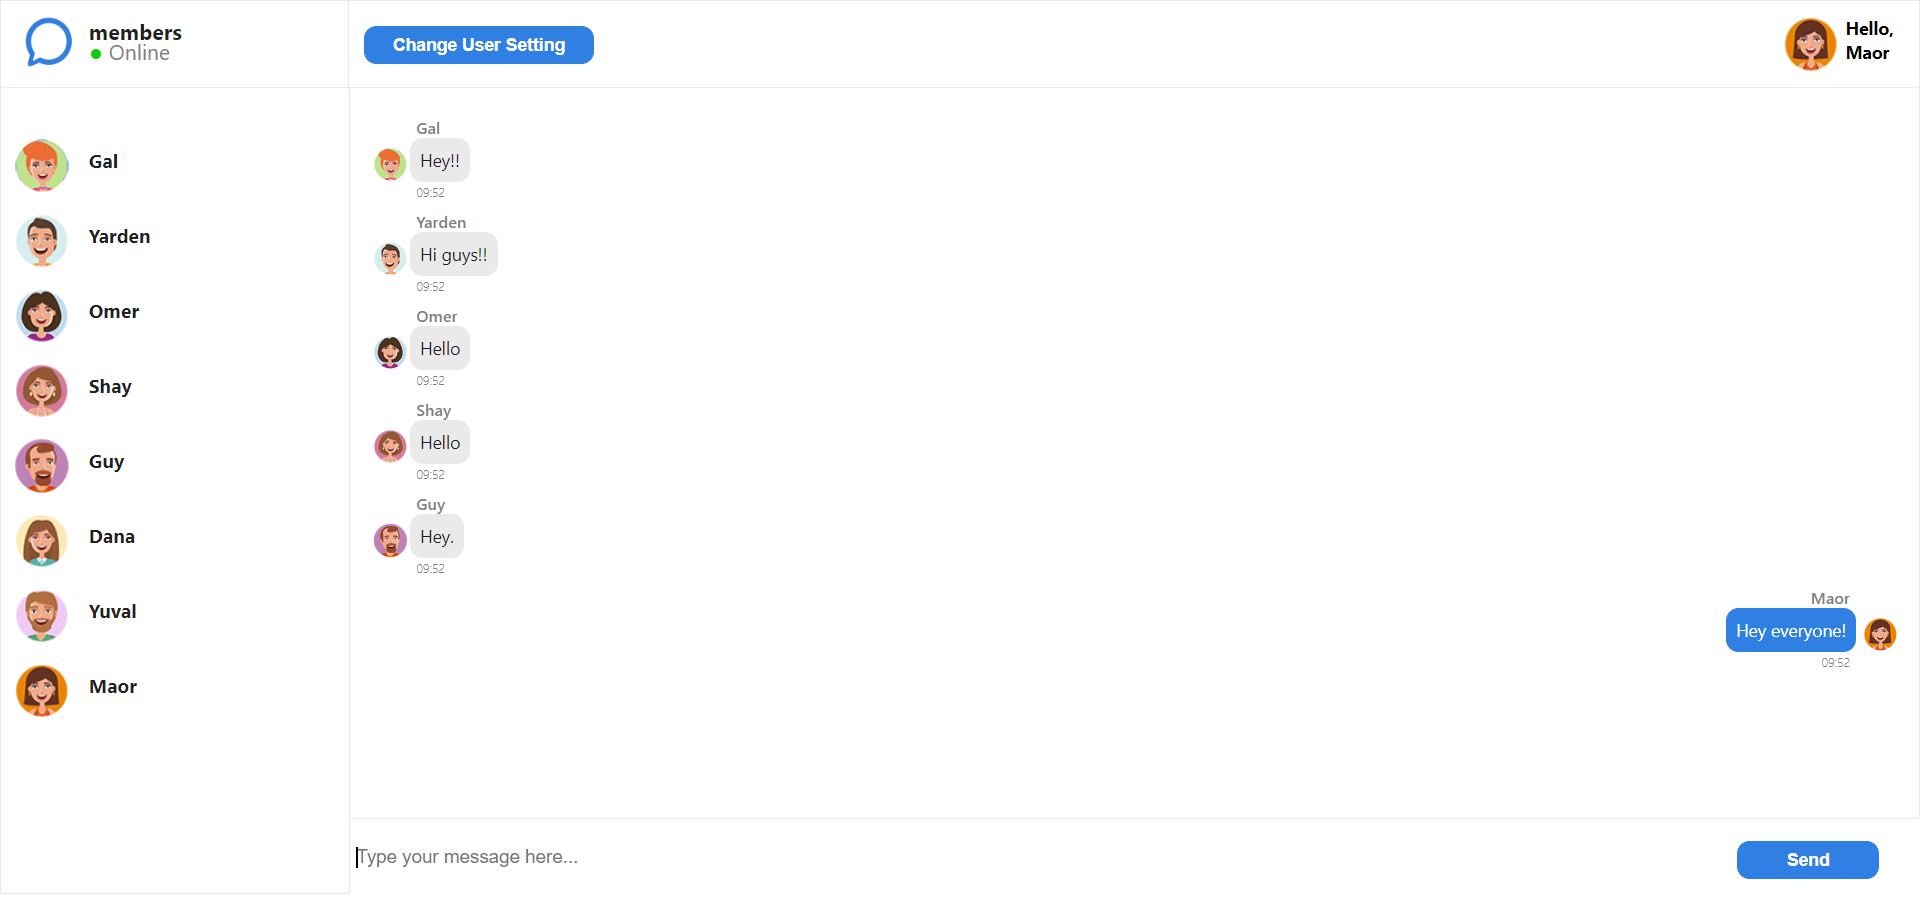 members
Online
Change User Setting
Hello,
Maor
Gal
Yarden
Omer
Shay
Guy
Dana
Yuval
Maor
Gal
Hey!!
09:52
Yarden
Hi guys!!
09:52
Omer
Hello
09:52
Shay
Hello
09:52
Guy
Hey.
09:52
Maor
Hey everyone!
09:52
Type your message here...
Send